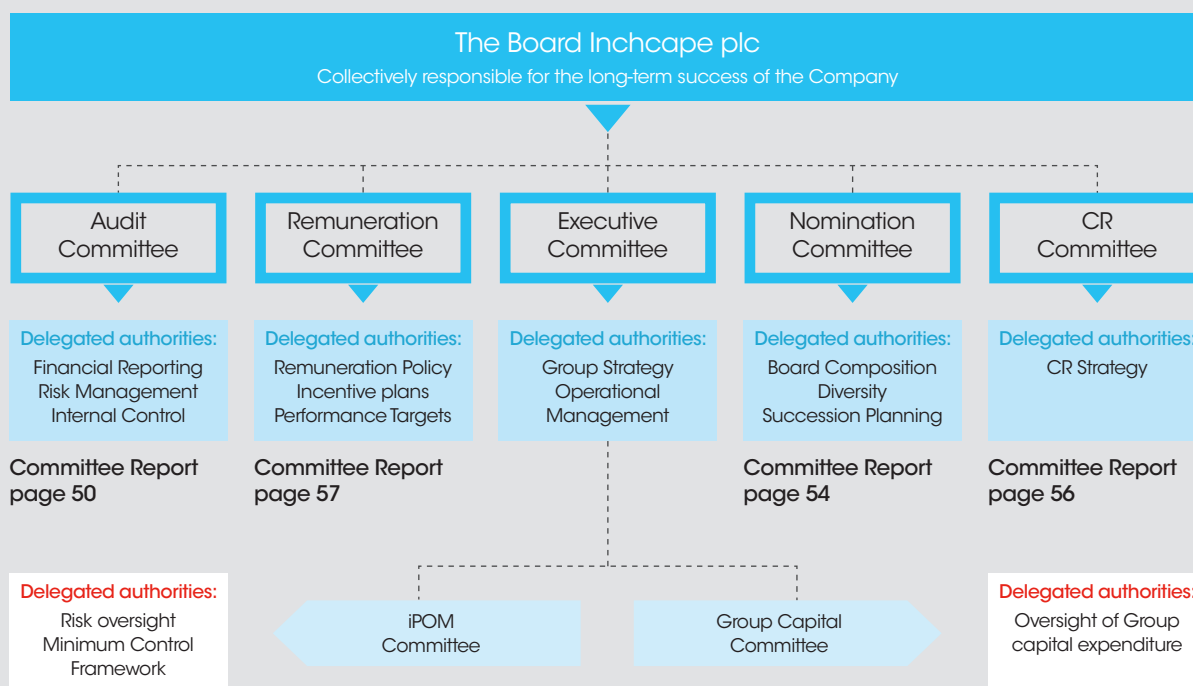 The Board Inchcape plc
Collectively responsible for the long-term success of the Company
Audit
Committee
Remuneration
Committee
Executive
Committee
Nomination
Committee
CR
Committee
Delegated authorities:
Financial Reporting
Risk Management
Internal Control
Delegated authorities:
Remuneration Policy
Incentive plans
Performance Targets
Delegated authorities:
Group Strategy
Operational
Management
Delegated authorities:
Board Composition
Diversity
Succession Planning
Delegated authorities:
CR Strategy
Committee Report
page 50
Committee Report
page 57
Committee Report
page 54
Committee Report
page 56
Delegated authorities:
Risk oversight
Minimum Control
Framework
iPOM
Committee
Group Capital
Committee
Delegated authorities:
Oversight of Group
capital expenditure